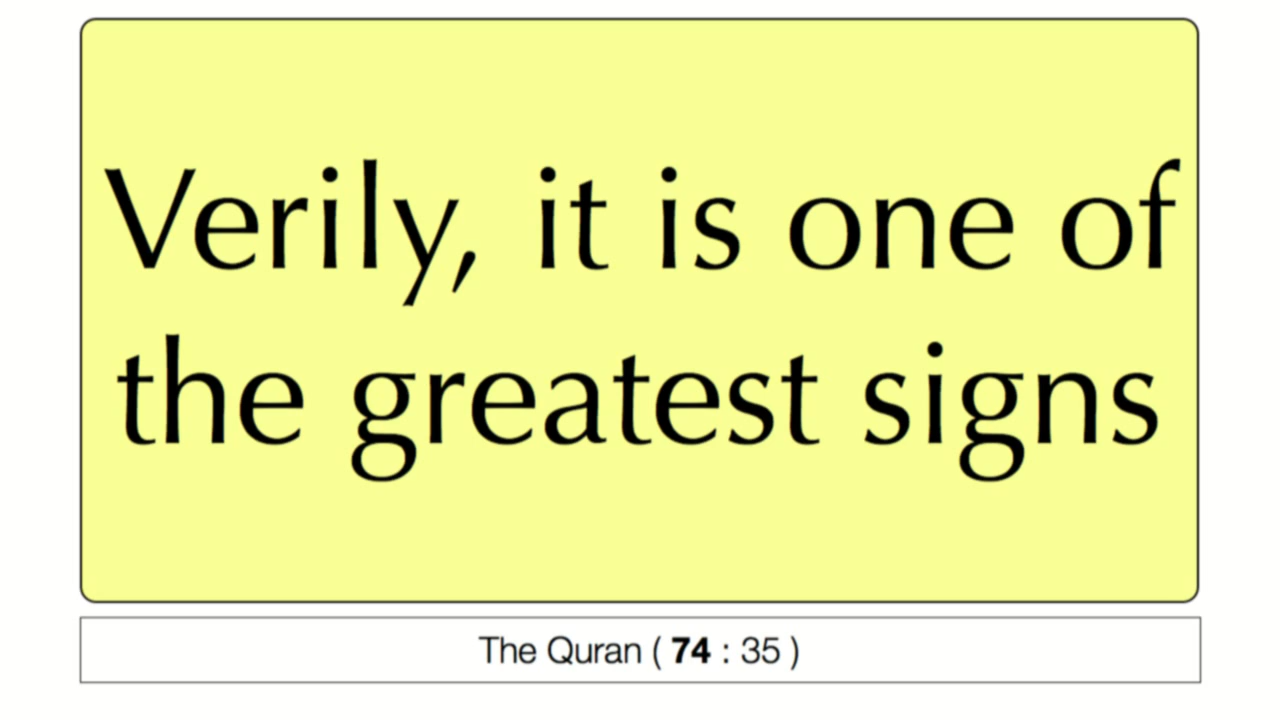 Verily, it is one of
the greatest signs
The Quran ( 74 : 35 )